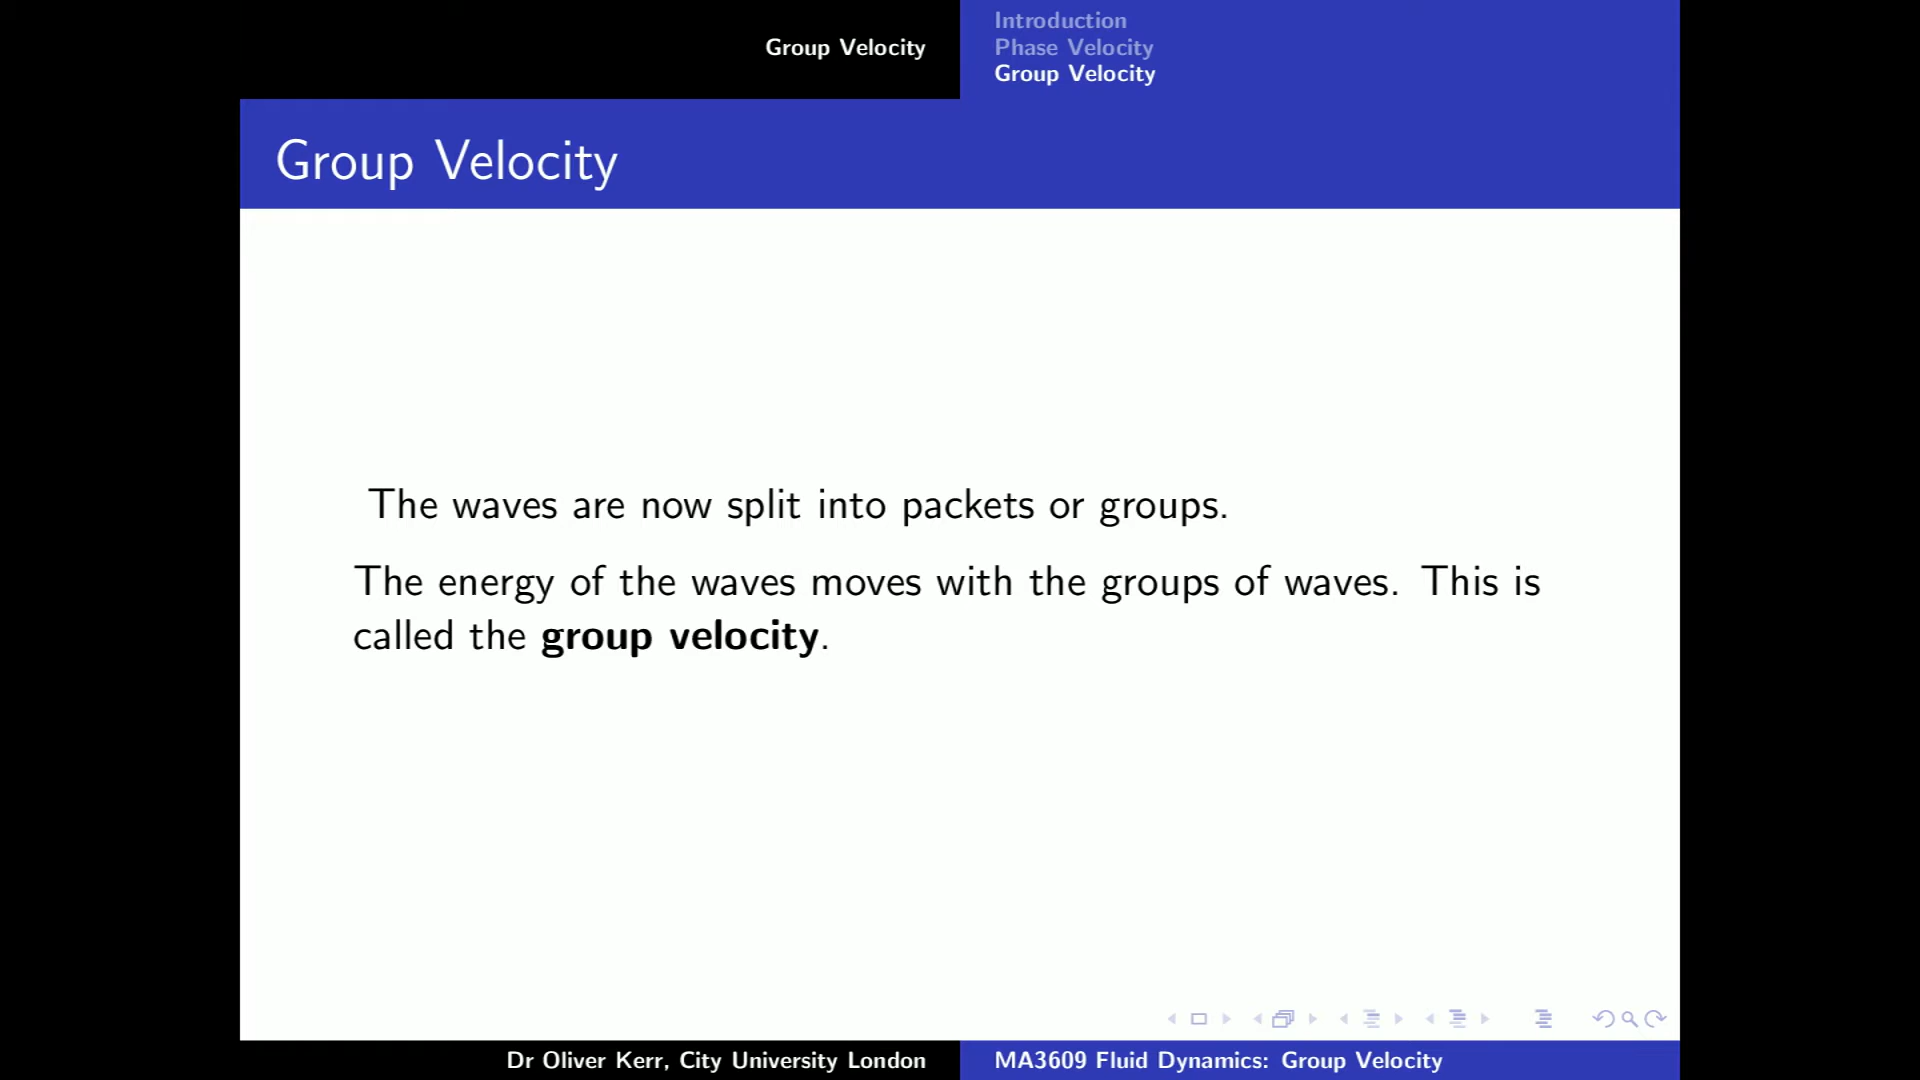 Group Velocity
Introduction
Phase Velocity
Group Velocity
Group Velocity
The waves are now split into packets or groups.
The energy of the waves moves with the groups of waves. This is
called the group velocity.
Dr Oliver Kerr, City University London
MA3609 Fluid Dynamics: Group Velocity